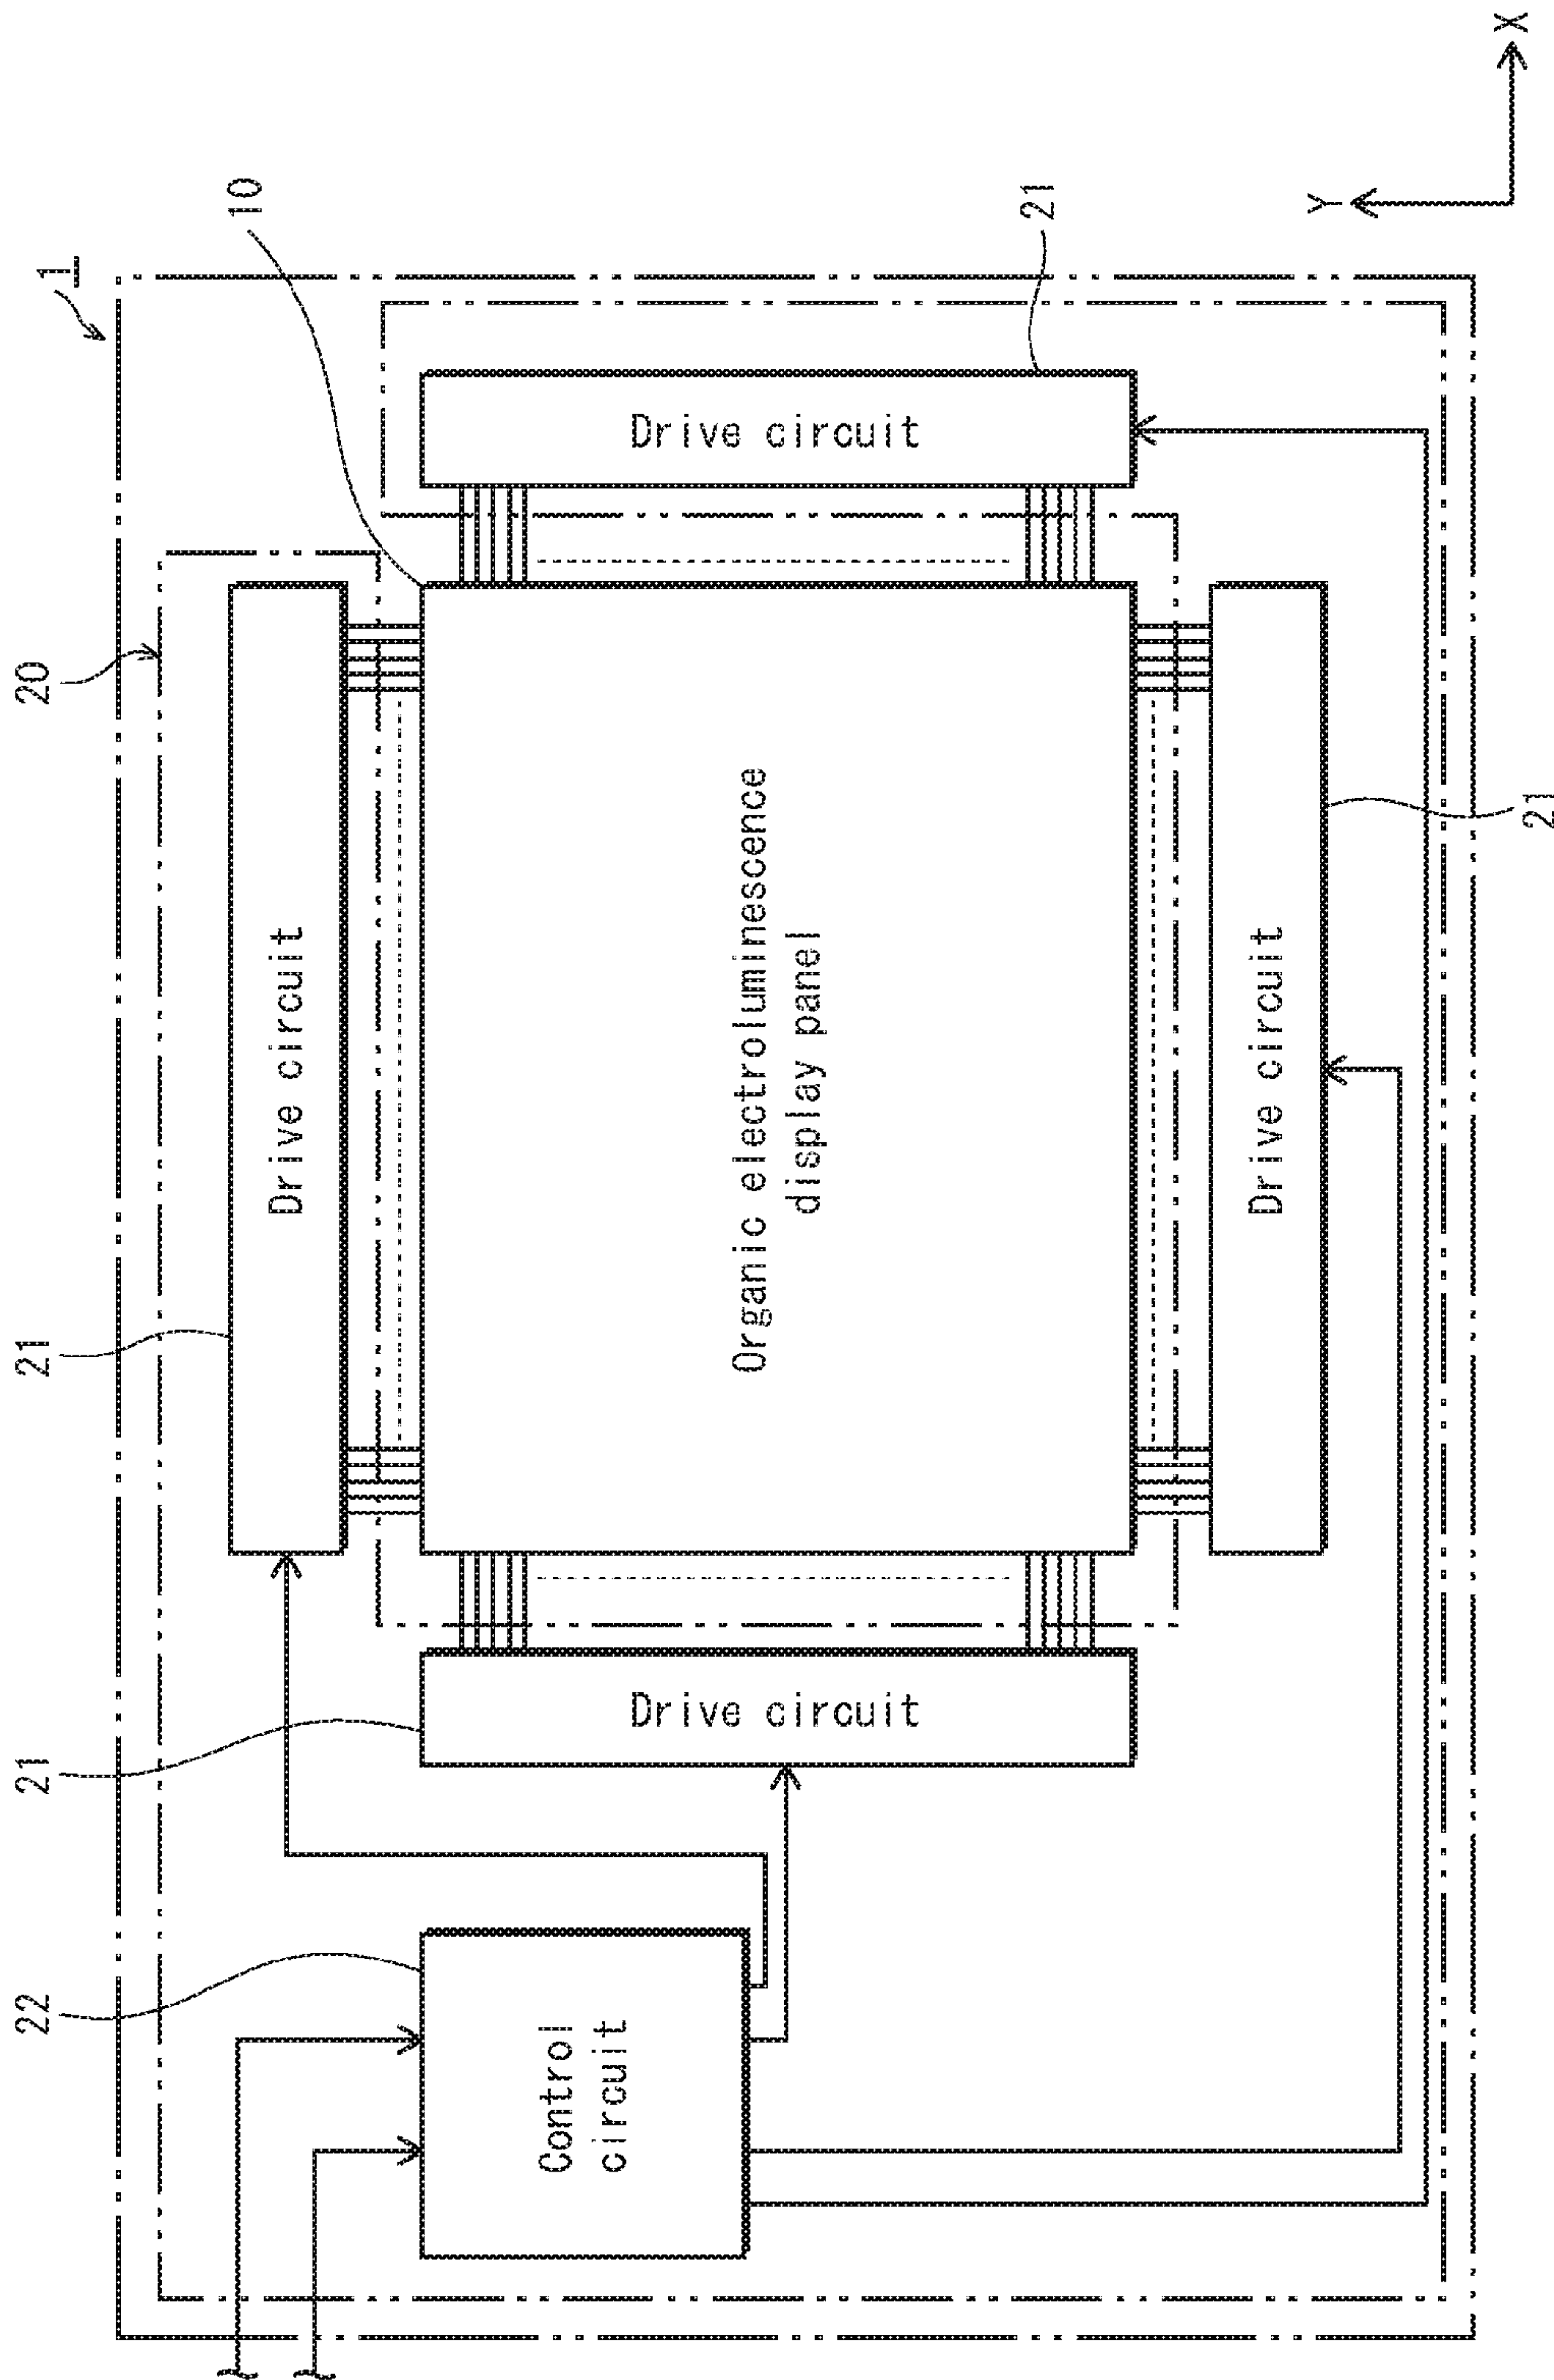 1
20
21
Drive circuit
10
22
Control
circuit
21
Drive circuit
Organic electroluminescence
display panel
Drive circuit
21
Drive circuit
21
Y
X